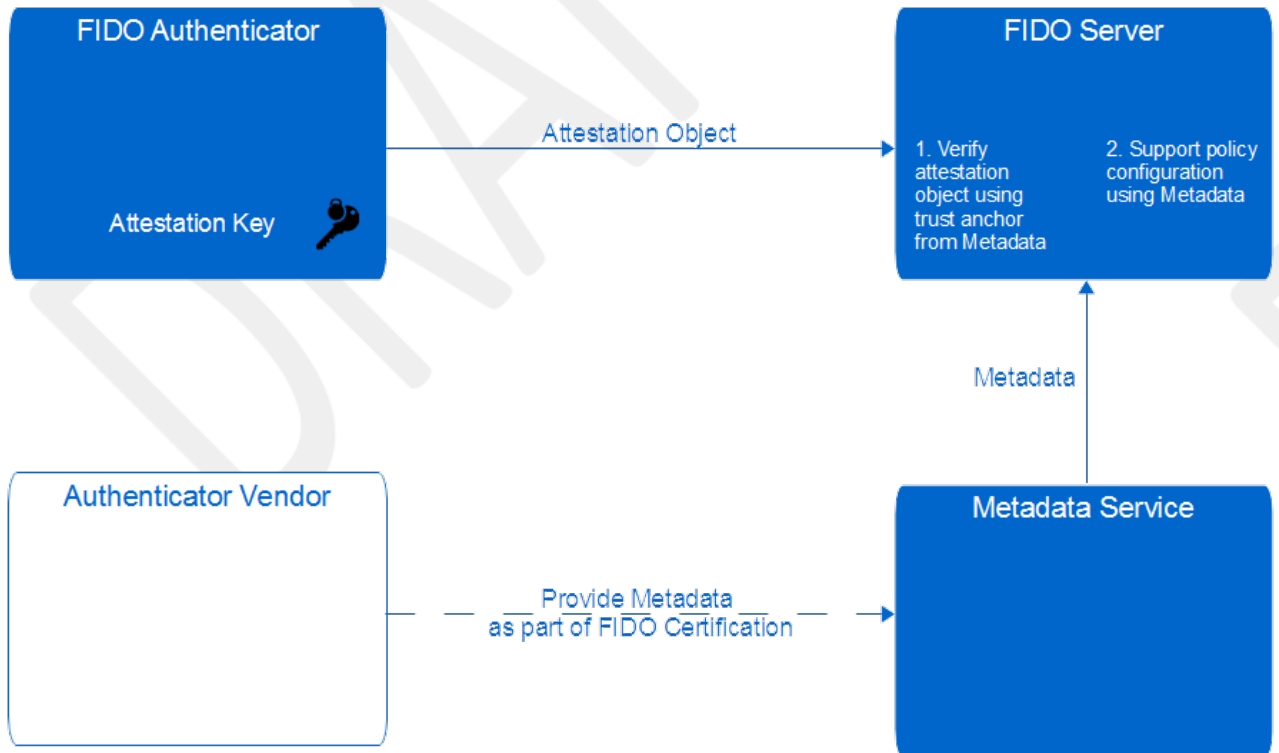 FIDO Authenticator
Attestation Key
Attestation Object
FIDO Server
1. Verify
attestation
object using
trust anchor
from Metadata
2. Support policy
configuration
using Metadata
Metadata
Authenticator Vendor
Provide Metadata
as part of FIDO Certification
Metadata Service